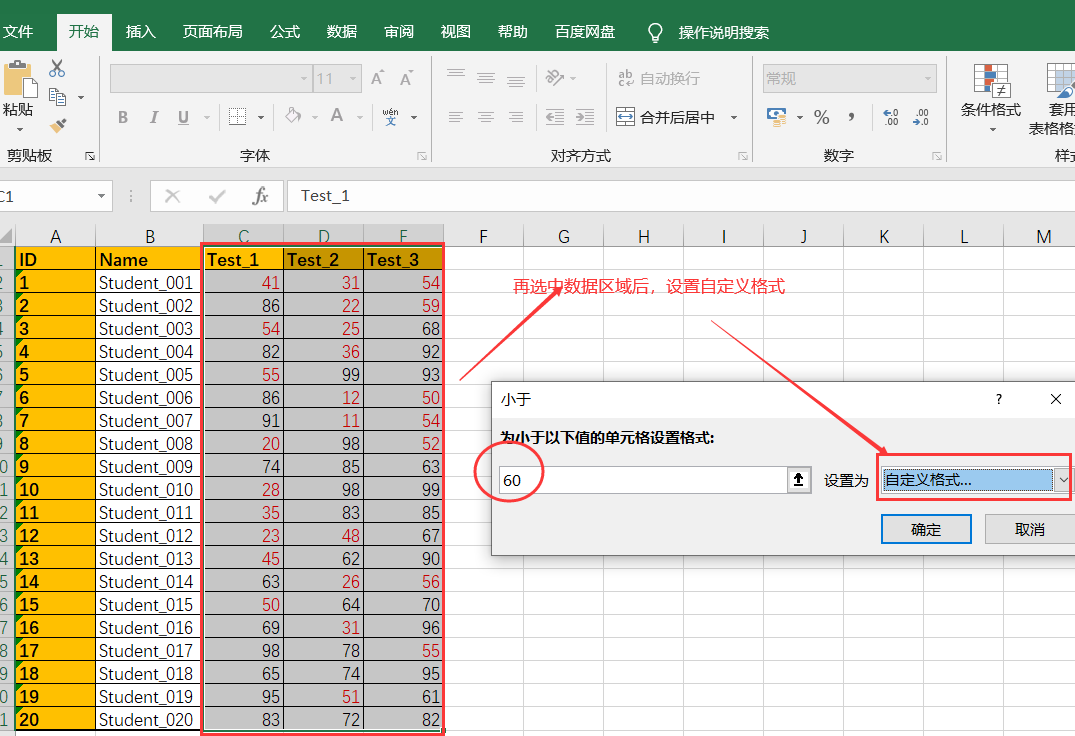 文件 开始 插入 页面布局 公式 数据 审阅 视图 帮助 百度网盘 操作说明搜索
11 A A ab 自动换行 常规
粘贴 B I U A wén 文 合并后居中 % , 条件格式 套用
表格格
剪贴板 字体 对齐方式 数字 样式
C1 fx Test_1
A B C D E F G H I J K L M
ID Name Test_1 Test_2 Test_3
1 Student_001 41 31 54
再选中数据区域后，设置自定义格式
2 Student_002 86 22 59
3 Student_003 54 25 68
4 Student_004 82 36 92
5 Student_005 55 99 93
6 Student_006 86 12 50
7 Student_007 91 11 54
8 Student_008 20 98 52
9 Student_009 74 85 63
10 Student_010 28 98 99
11 Student_011 35 83 85
12 Student_012 23 48 67
13 Student_013 45 62 90
14 Student_014 63 26 56
15 Student_015 50 64 70
16 Student_016 69 31 96
17 Student_017 98 78 55
18 Student_018 65 74 95
19 Student_019 95 51 61
20 Student_020 83 72 82
小于 ? ×
为小于以下值的单元格设置格式:
60 设置为 自定义格式...
确定 取消